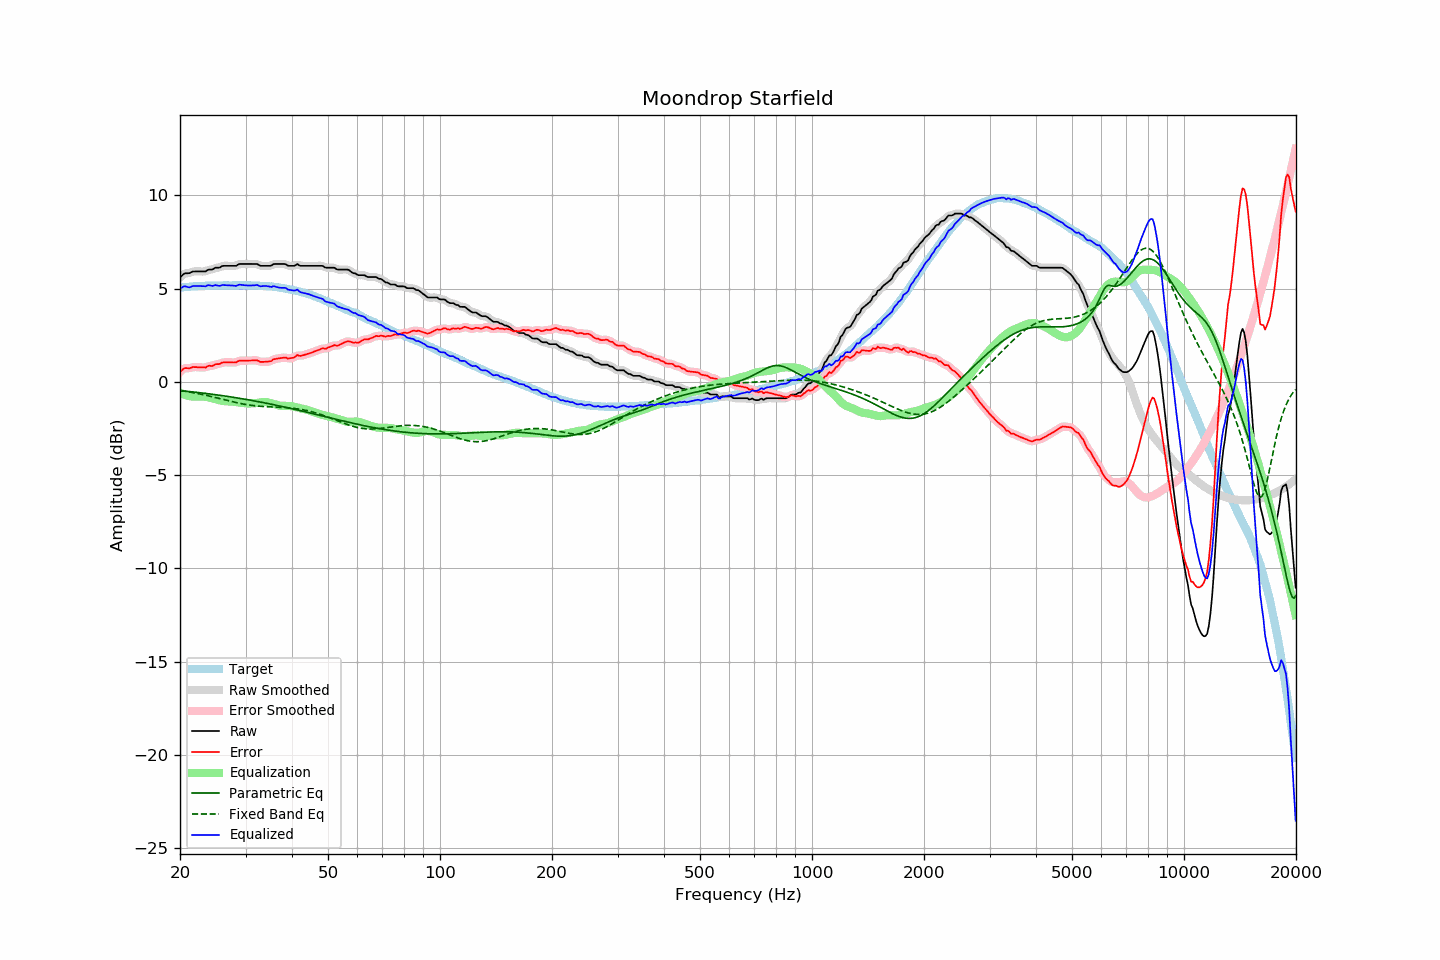 Moondrop Starfield
Amplitude (dBr)
10
5
0
−5
−10
−15
−20
−25
Target
Raw Smoothed
Error Smoothed
Raw
Error
Equalization
Parametric Eq
Fixed Band Eq
Equalized
20 50 100 200 500 1000 2000 5000 10000 20000
Frequency (Hz)